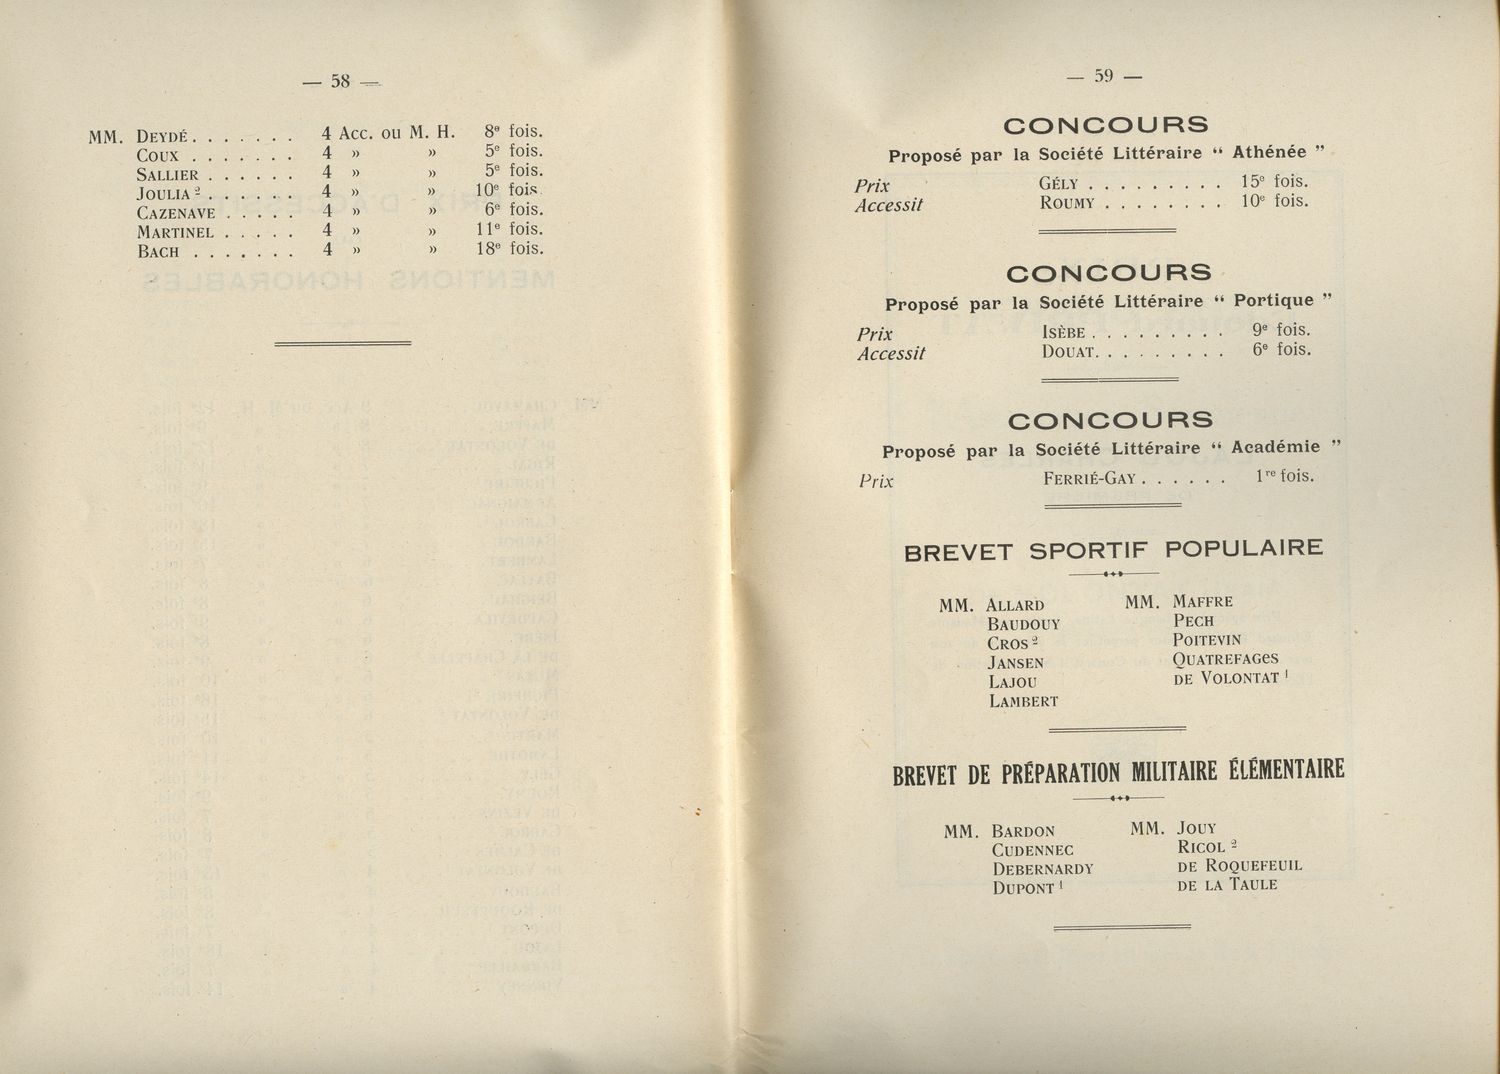 — 58 —
MM. DEYDÉ . . . . . . . 4 Acc. ou M. H. 8e fois.
COUX . . . . . . . 4 » » 5e fois.
SALLIER . . . . . . 4 » » 5e fois.
JOULIA 2 . . . . . . 4 » » 10e fois.
CAZENAVE . . . . . 4 » » 6e fois.
MARTINEL . . . . . 4 » » 11e fois.
BACH . . . . . . . 4 » » 18e fois.
— 59 —
CONCOURS
Proposé par la Société Littéraire “ Athénée ”
Prix GÉLY . . . . . . . . . 15e fois.
Accessit ROUMY . . . . . . . . 10e fois.
CONCOURS
Proposé par la Société Littéraire “ Portique ”
Prix ISÈBE . . . . . . . . . 9e fois.
Accessit DOUAT. . . . . . . . . 6e fois.
CONCOURS
Proposé par la Société Littéraire “ Académie ”
Prix FERRIÉ-GAY . . . . . . 1re fois.
BREVET SPORTIF POPULAIRE
MM. ALLARD
BAUDOUY
CROS 2
JANSEN
LAJOU
LAMBERT
MM. MAFFRE
PECH
POITEVIN
QUATREFAGES
DE VOLONTAT 1
BREVET DE PRÉPARATION MILITAIRE ÉLÉMENTAIRE
MM. BARDON
CUDENNEC
DEBERNARDY
DUPONT 1
MM. JOUY
RICOL 2
DE ROQUEFEUIL
DE LA TAULE